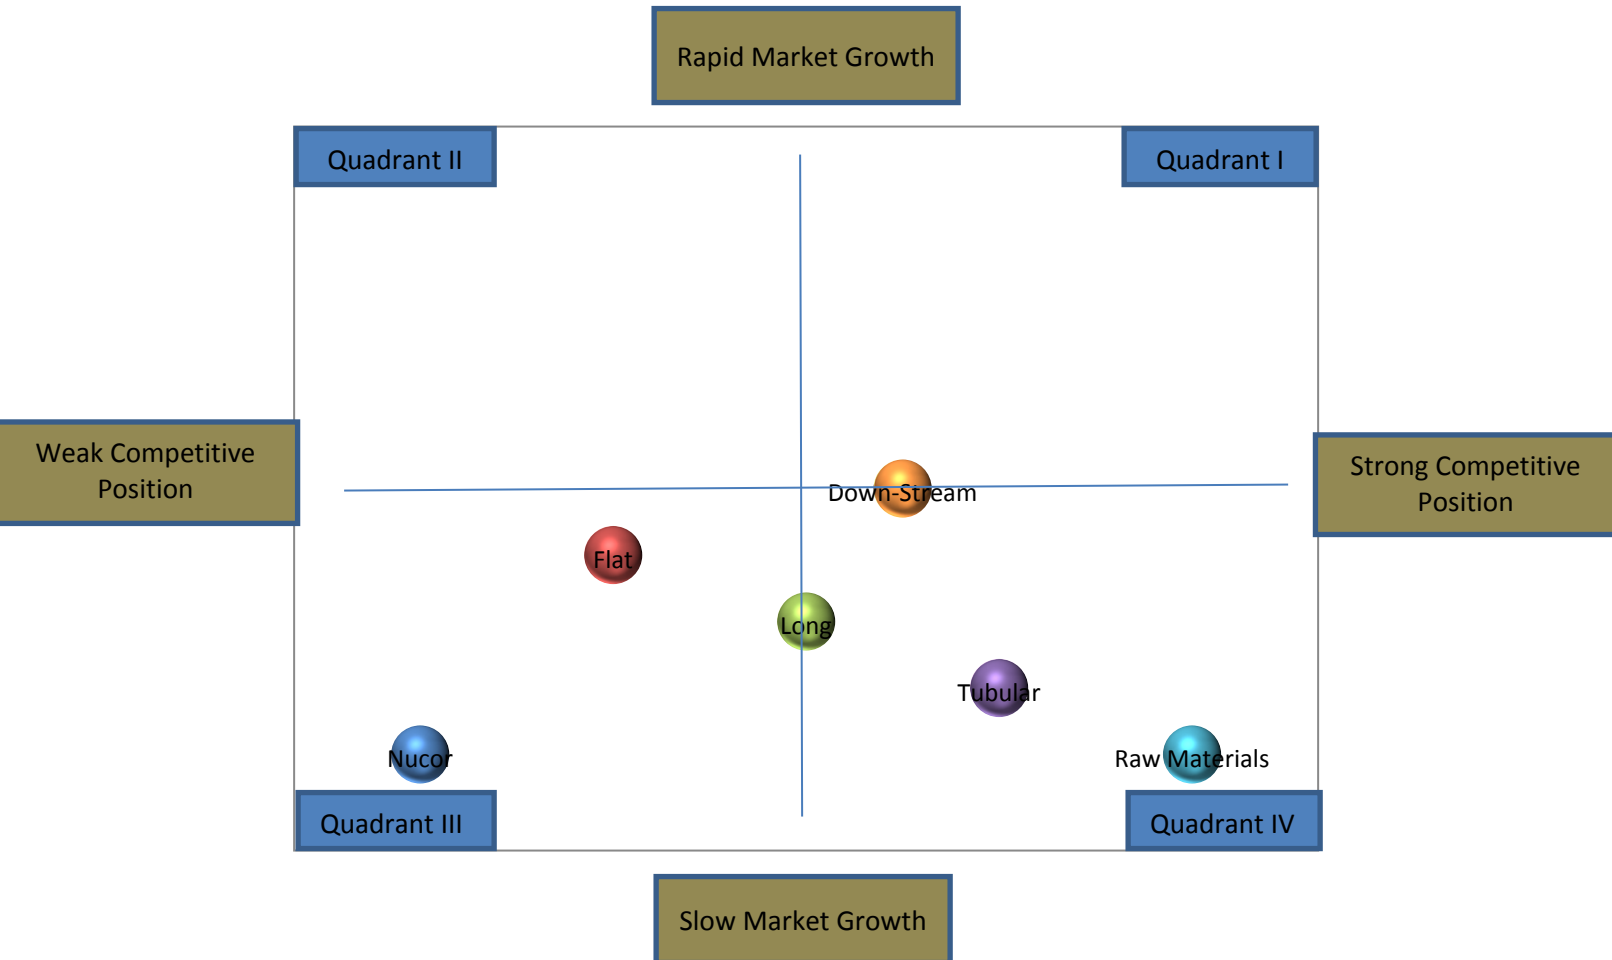 Rapid Market Growth
Quadrant II
Quadrant I
Weak Competitive
Position
Strong Competitive
Position
Down-Stream
Flat
Long
Tubular
Nucor
Raw Materials
Quadrant III
Quadrant IV
Slow Market Growth